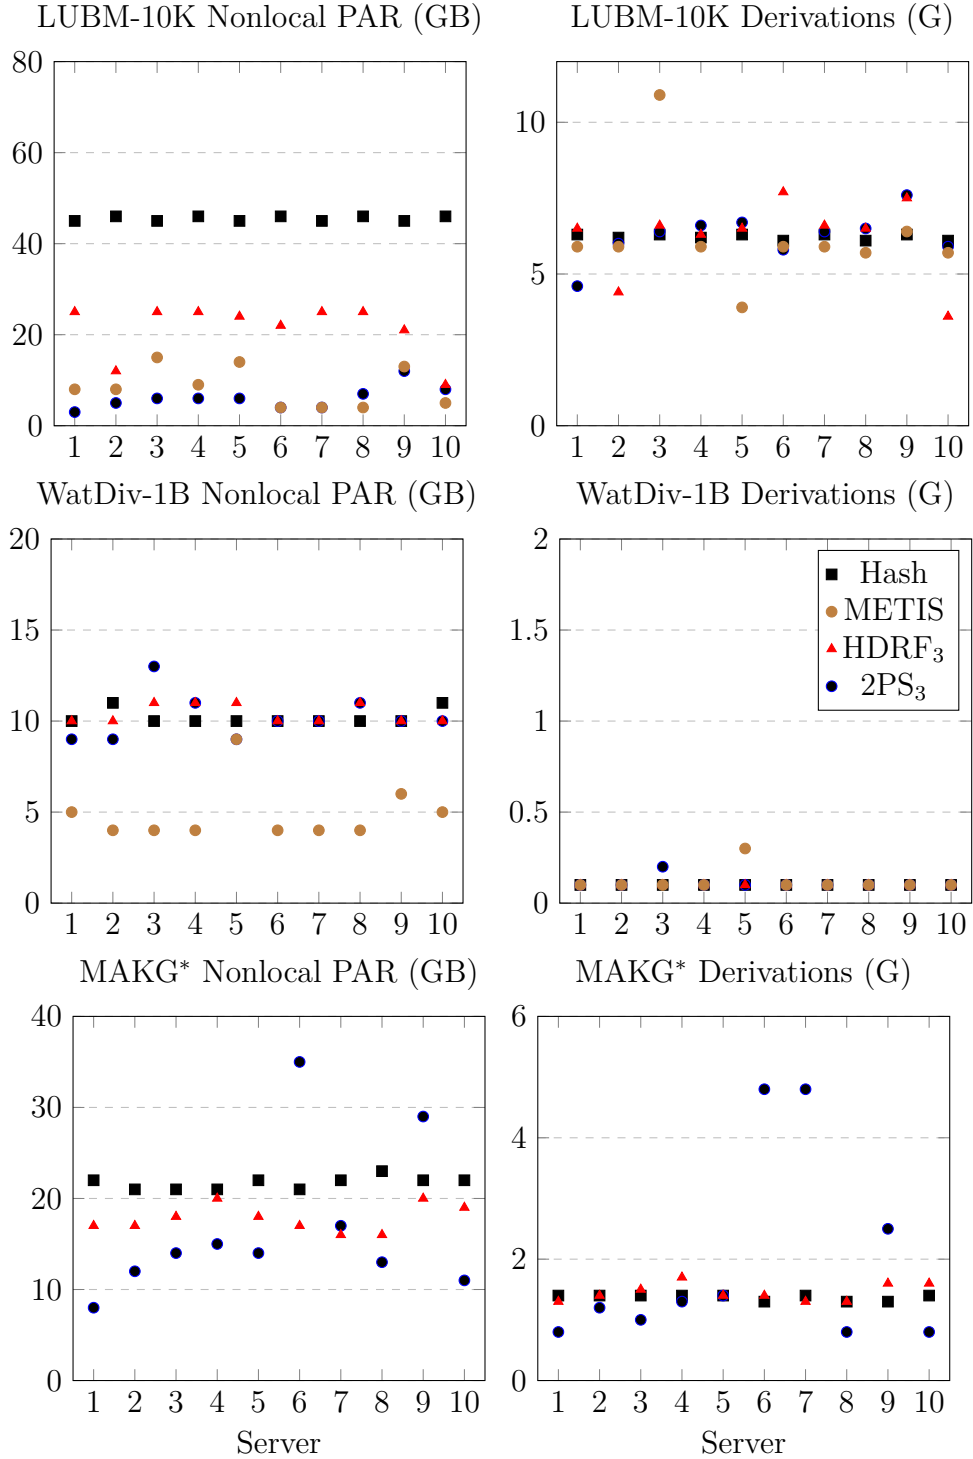 LUBM-10K Nonlocal PAR (GB)
LUBM-10K Derivations (G)
80
60
40
20
0
1 2 3 4 5 6 7 8 9 10
10
5
0
1 2 3 4 5 6 7 8 9 10
WatDiv-1B Nonlocal PAR (GB)
WatDiv-1B Derivations (G)
20
15
10
5
0
1 2 3 4 5 6 7 8 9 10
2
1.5
1
0.5
0
Hash
METIS
HDRF₃
2PS₃
1 2 3 4 5 6 7 8 9 10
MAKG* Nonlocal PAR (GB)
MAKG* Derivations (G)
40
30
20
10
0
1 2 3 4 5 6 7 8 9 10
Server
6
4
2
0
1 2 3 4 5 6 7 8 9 10
Server